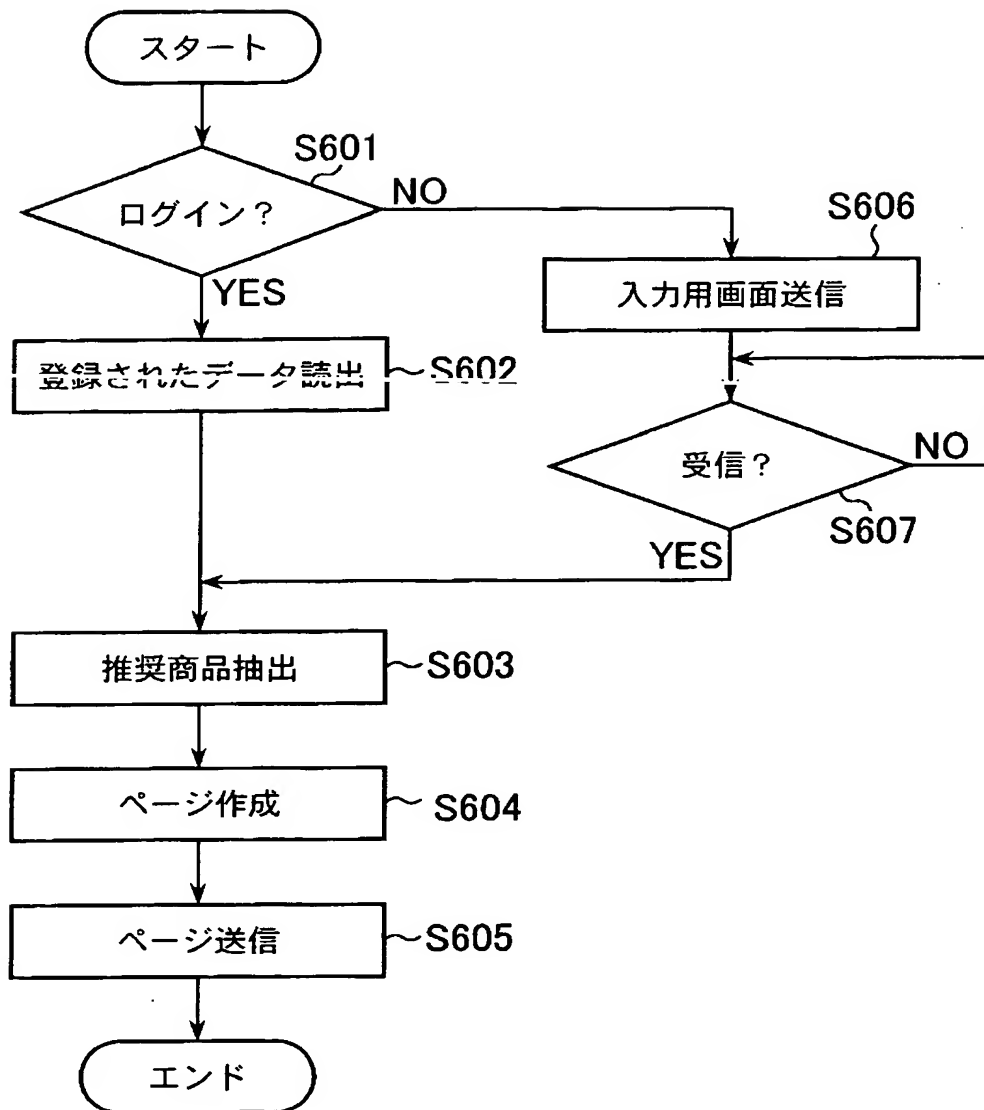 スタート
S601
ログイン?
NO
YES
S606
入力用画面送信
登録されたデータ読出
S602
受信?
NO
S607
YES
推奨商品抽出
S603
ページ作成
S604
ページ送信
S605
エンド